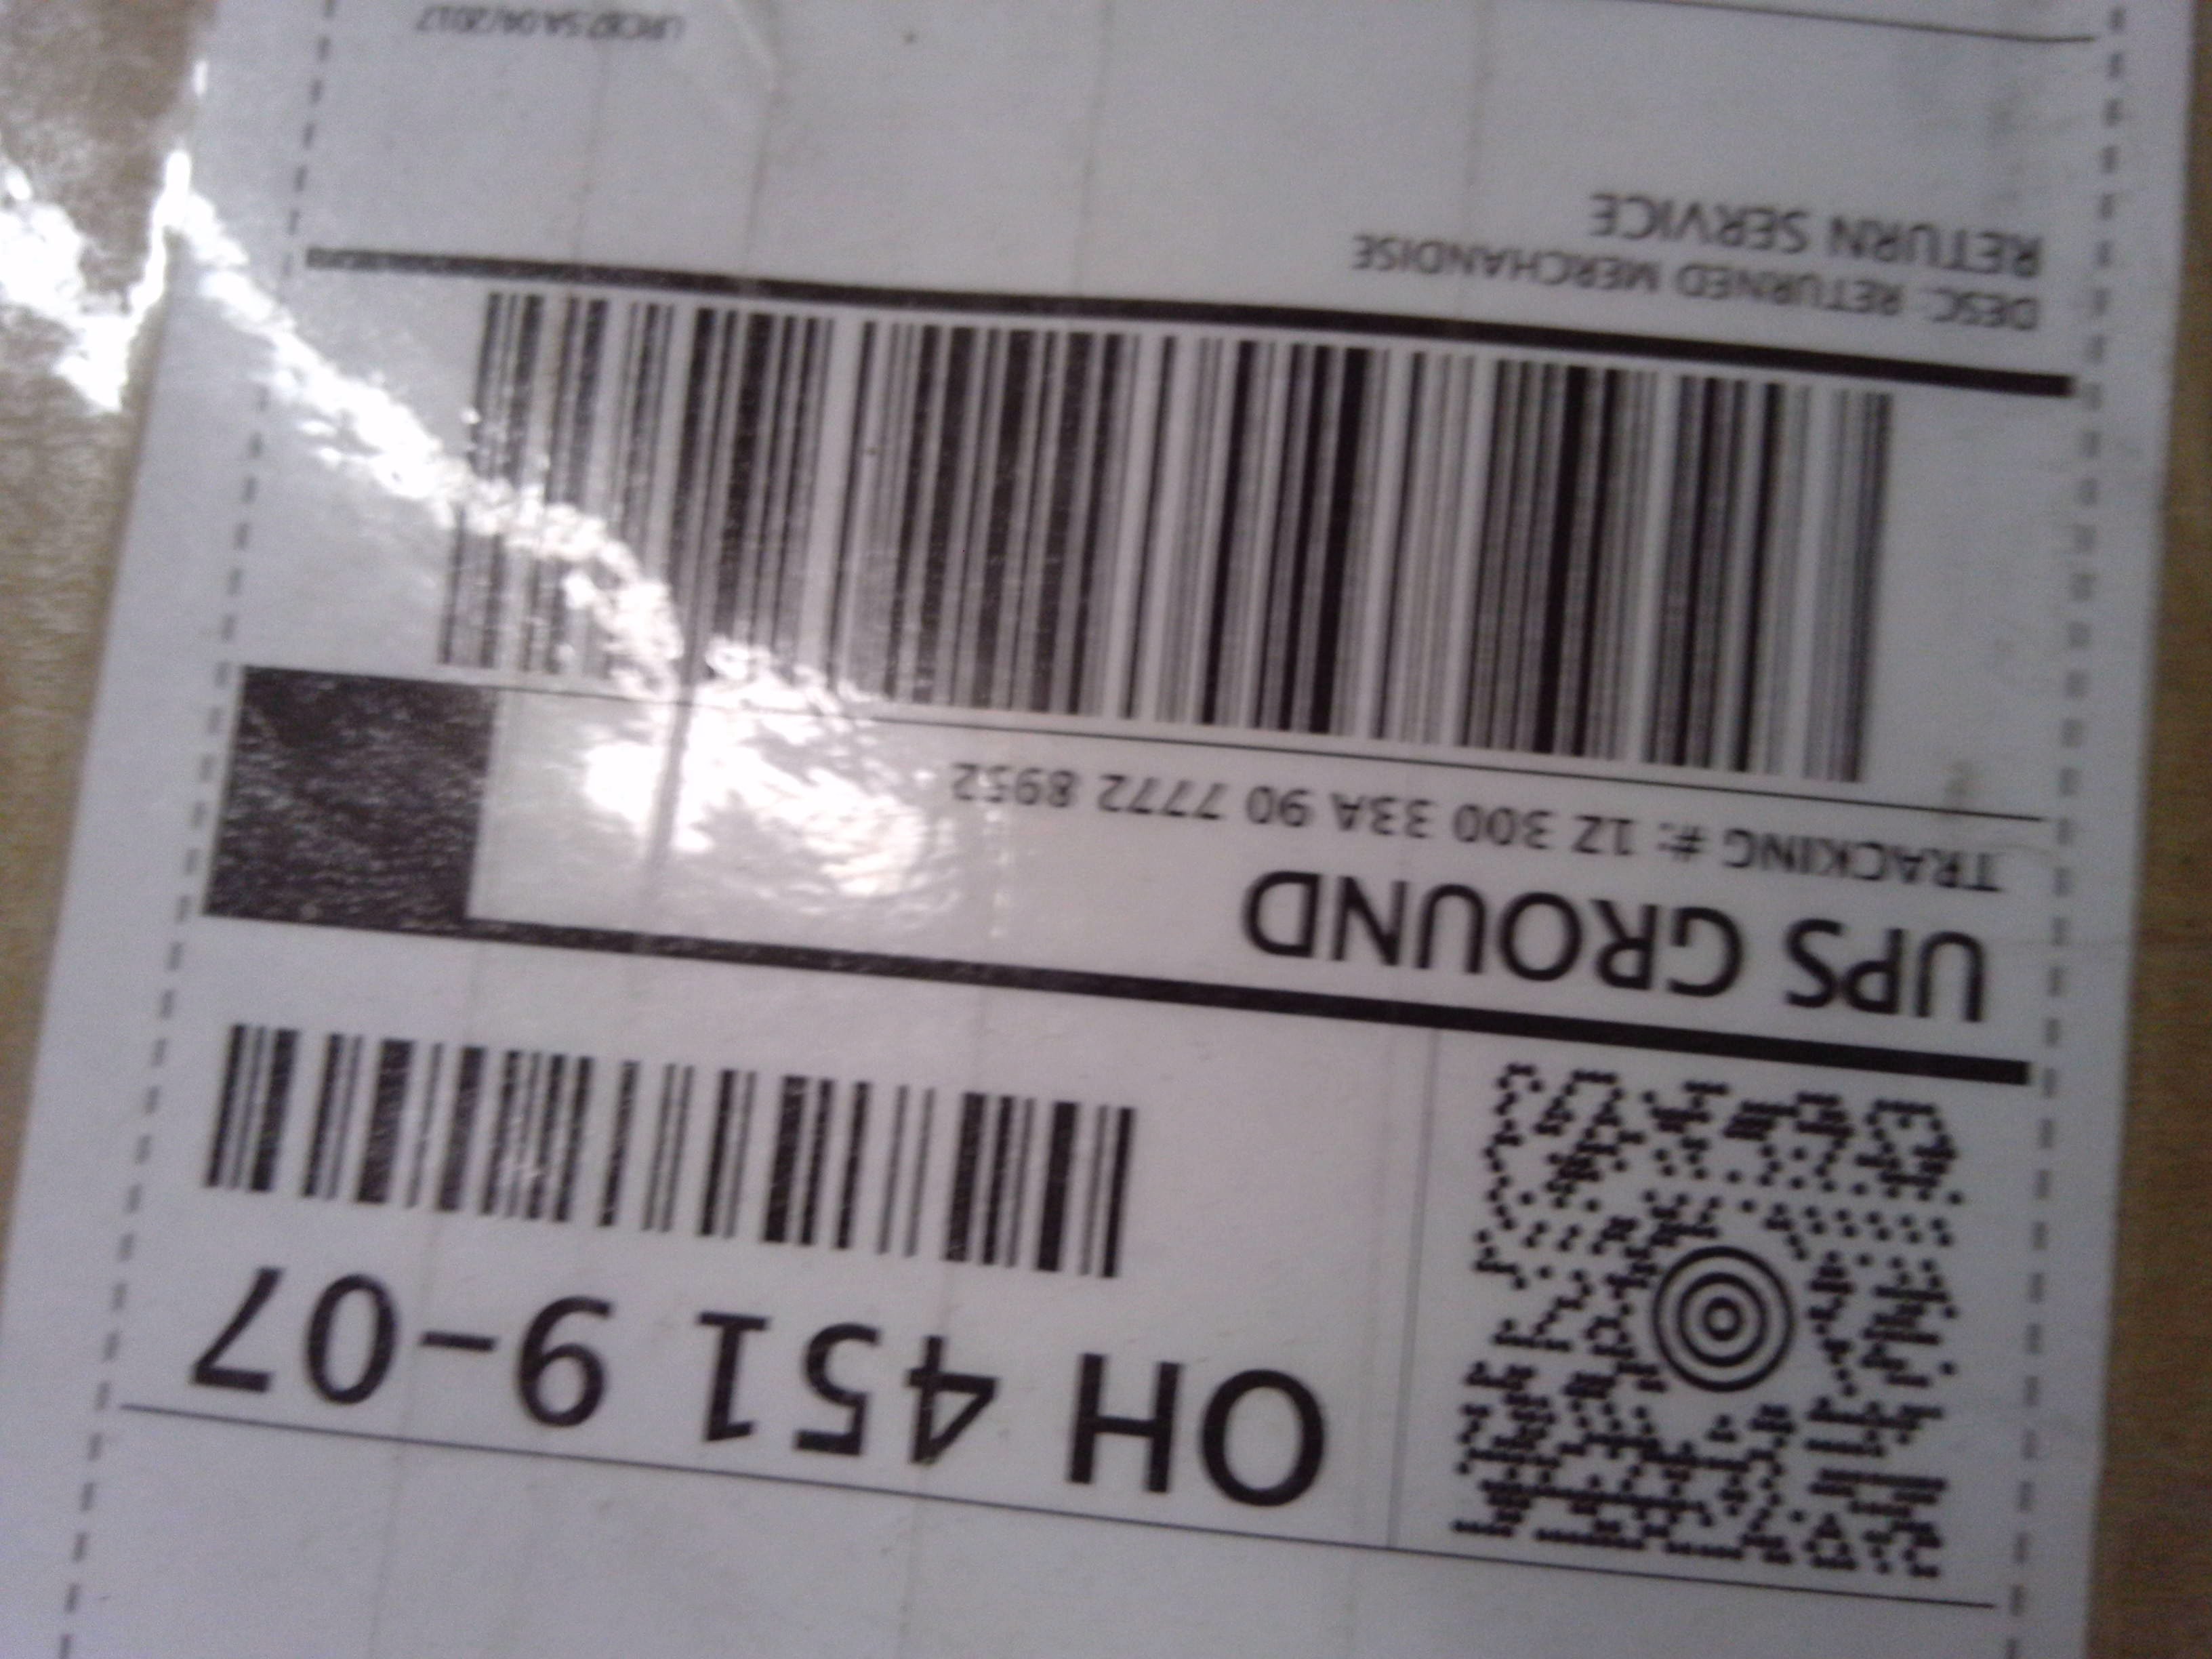 OH 451 9-07
UPS GROUND
TRACKING #: 1Z 300 33A 90 7772 8952
DESC: RETURNED MERCHANDISE
RETURN SERVICE